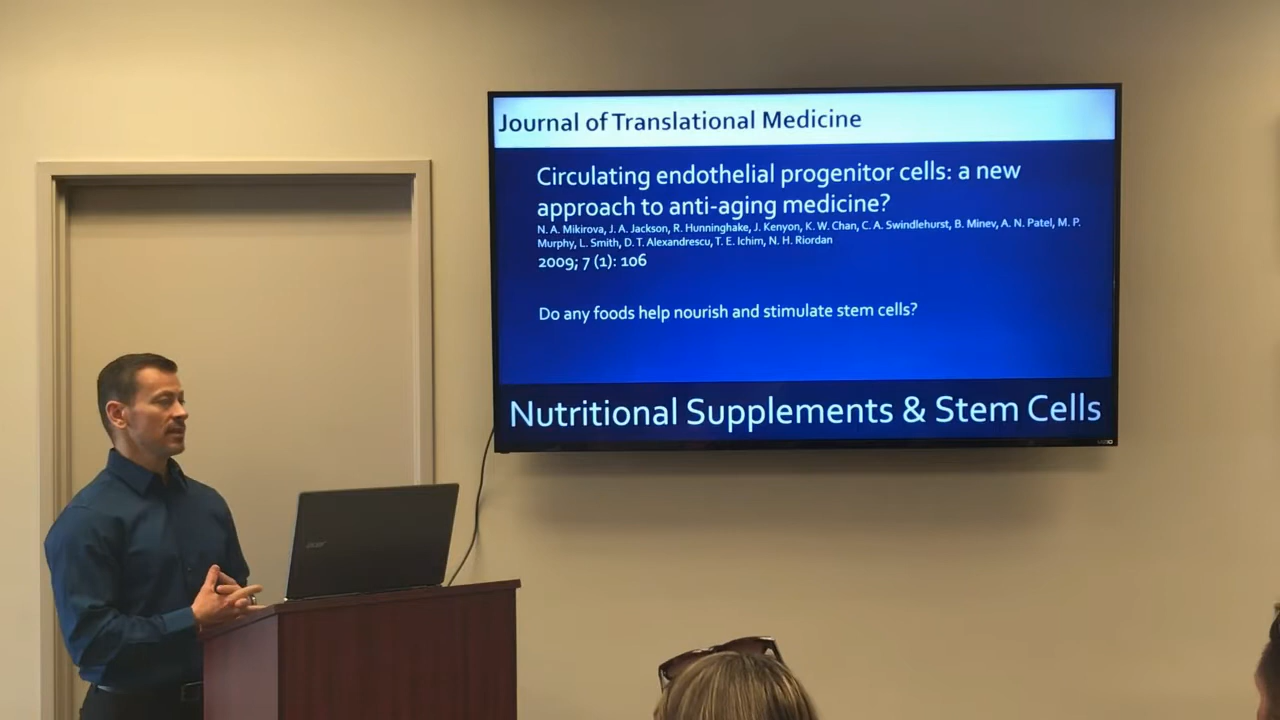 Journal of Translational Medicine
Circulating endothelial progenitor cells: a new
approach to anti-aging medicine?
N. A. Mikirova, J. A. Jackson, R. Hunninghake, J. Kenyon, K. W. Chan, C. A. Swindlehurst, B. Minev, A. N. Patel, M. P.
Murphy, L. Smith, D. T. Alexandrescu, T. E. Ichim, N. H. Riordan
2009; 7 (1): 106
Do any foods help nourish and stimulate stem cells?
Nutritional Supplements & Stem Cells
VIZIO
acer